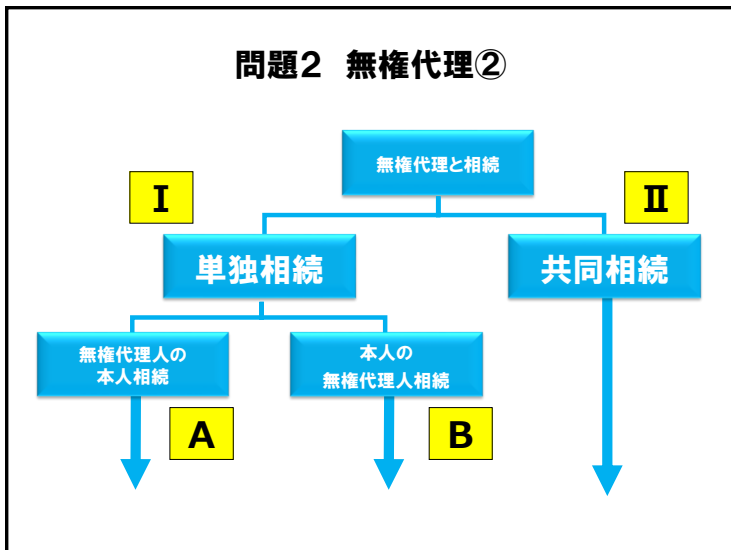 問題2 無権代理②
無権代理と相続
Ⅰ
Ⅱ
単独相続
共同相続
無権代理人の
本人相続
本人の
無権代理人相続
A
B